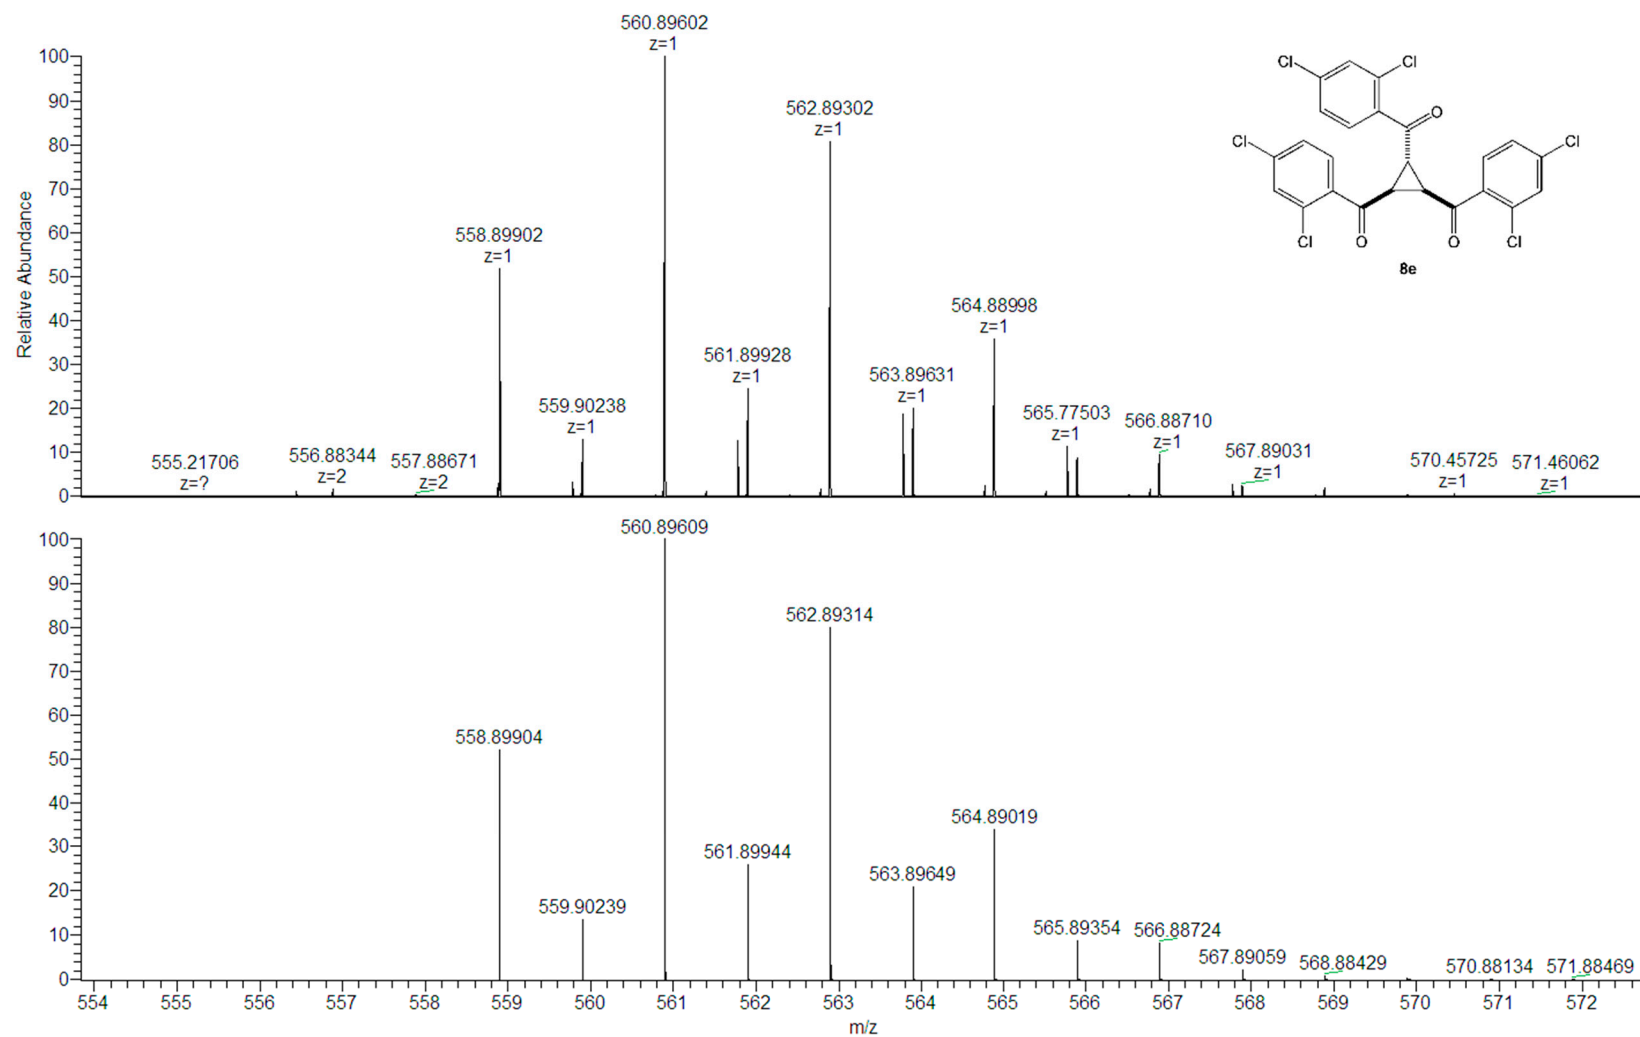 560.89602
z=1
562.89302
z=1
558.89902
z=1
564.88998
z=1
561.89928
z=1
563.89631
z=1
559.90238
z=1
565.77503
z=1
566.88710
z=1
567.89031
z=1
555.21706
z=?
556.88344
z=2
557.88671
z=2
570.45725
z=1
571.46062
z=1
100
90
80
70
60
50
40
30
20
10
0
Relative Abundance
Cl
Cl
O
Cl
Cl
Cl
O
O
Cl
8e
560.89609
562.89314
558.89904
564.89019
561.89944
563.89649
559.90239
565.89354
566.88724
567.89059
568.88429
570.88134
571.88469
100
90
80
70
60
50
40
30
20
10
0
554 555 556 557 558 559 560 561 562 563 564 565 566 567 568 569 570 571 572
m/z